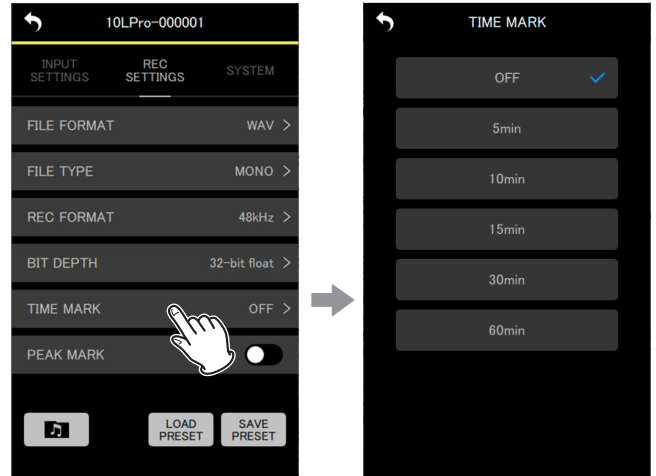 10LPro-000001
INPUT
SETTINGS
REC
SETTINGS
SYSTEM
FILE FORMAT WAV
FILE TYPE MONO
REC FORMAT 48kHz
BIT DEPTH 32-bit float
TIME MARK OFF
PEAK MARK
LOAD
PRESET
SAVE
PRESET
TIME MARK
OFF
5min
10min
15min
30min
60min